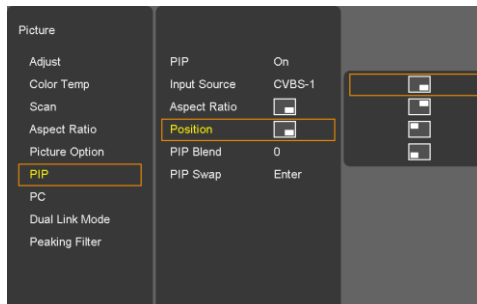 Picture
Adjust
Color Temp
Scan
Aspect Ratio
Picture Option
PIP
PC
Dual Link Mode
Peaking Filter
PIP On
Input Source CVBS-1
Aspect Ratio
Position
PIP Blend 0
PIP Swap Enter